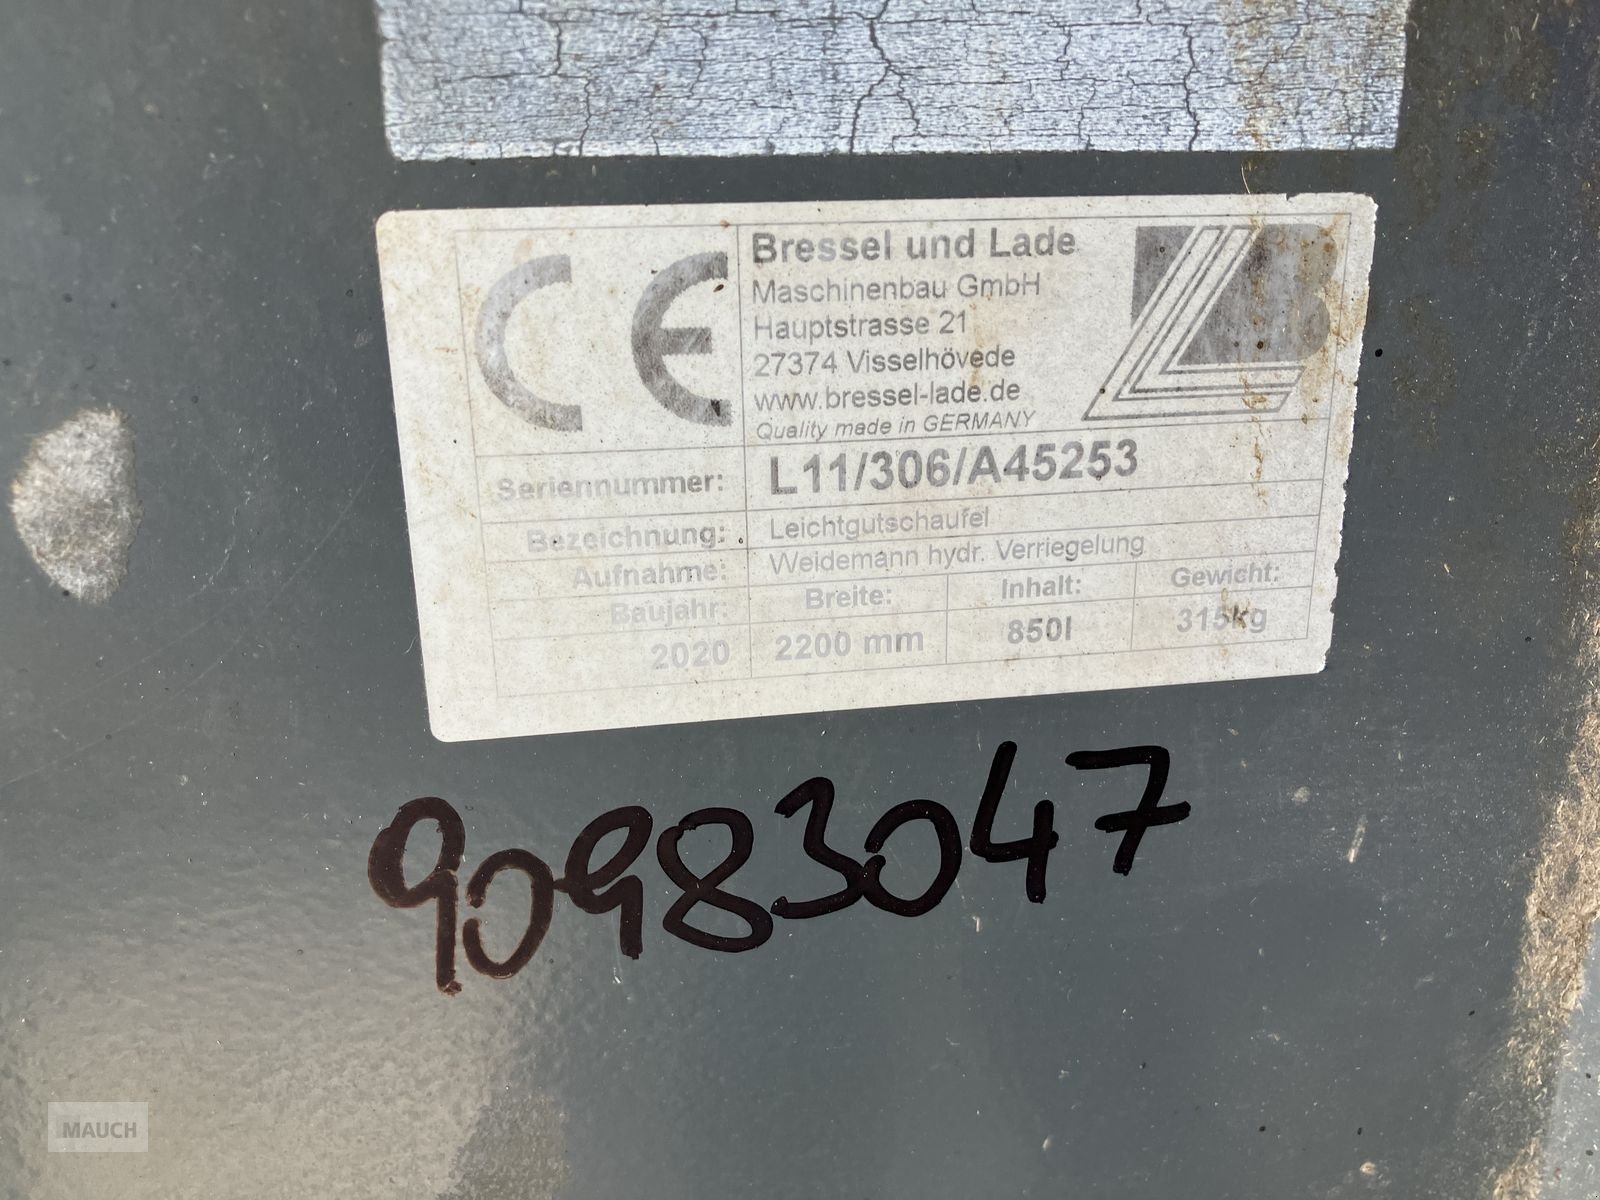 CE
Bressel und Lade
Maschinenbau GmbH
Hauptstrasse 21
27374 Visselhövede
www.bressel-lade.de
Quality made in GERMANY
LB
Seriennummer: L11/306/A45253
Bezeichnung: Leichtgutschaufel
Aufnahme: Weidemann hydr. Verriegelung
Baujahr: Breite: Inhalt: Gewicht:
2020 2200 mm 850l 315kg
90983047
MAUCH